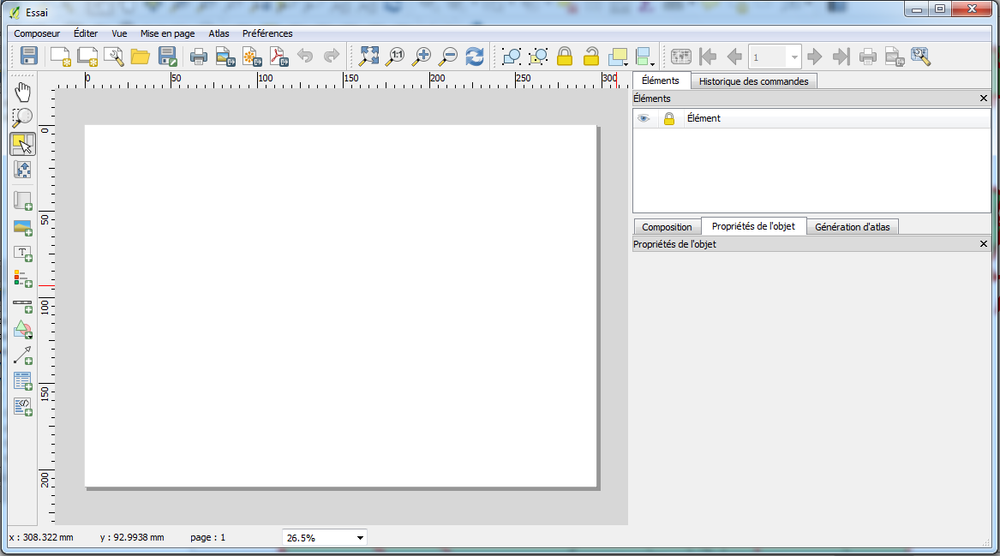 Essai
Composeur Éditer Vue Mise en page Atlas Préférences
1:1 1
0 50 100 150 200 250 300
Éléments Historique des commandes
Éléments
Élément
0
50
100
150
200
T
Composition Propriétés de l'objet Génération d'atlas
Propriétés de l'objet
x : 308.322 mm y : 92.9938 mm page : 1 26.5%